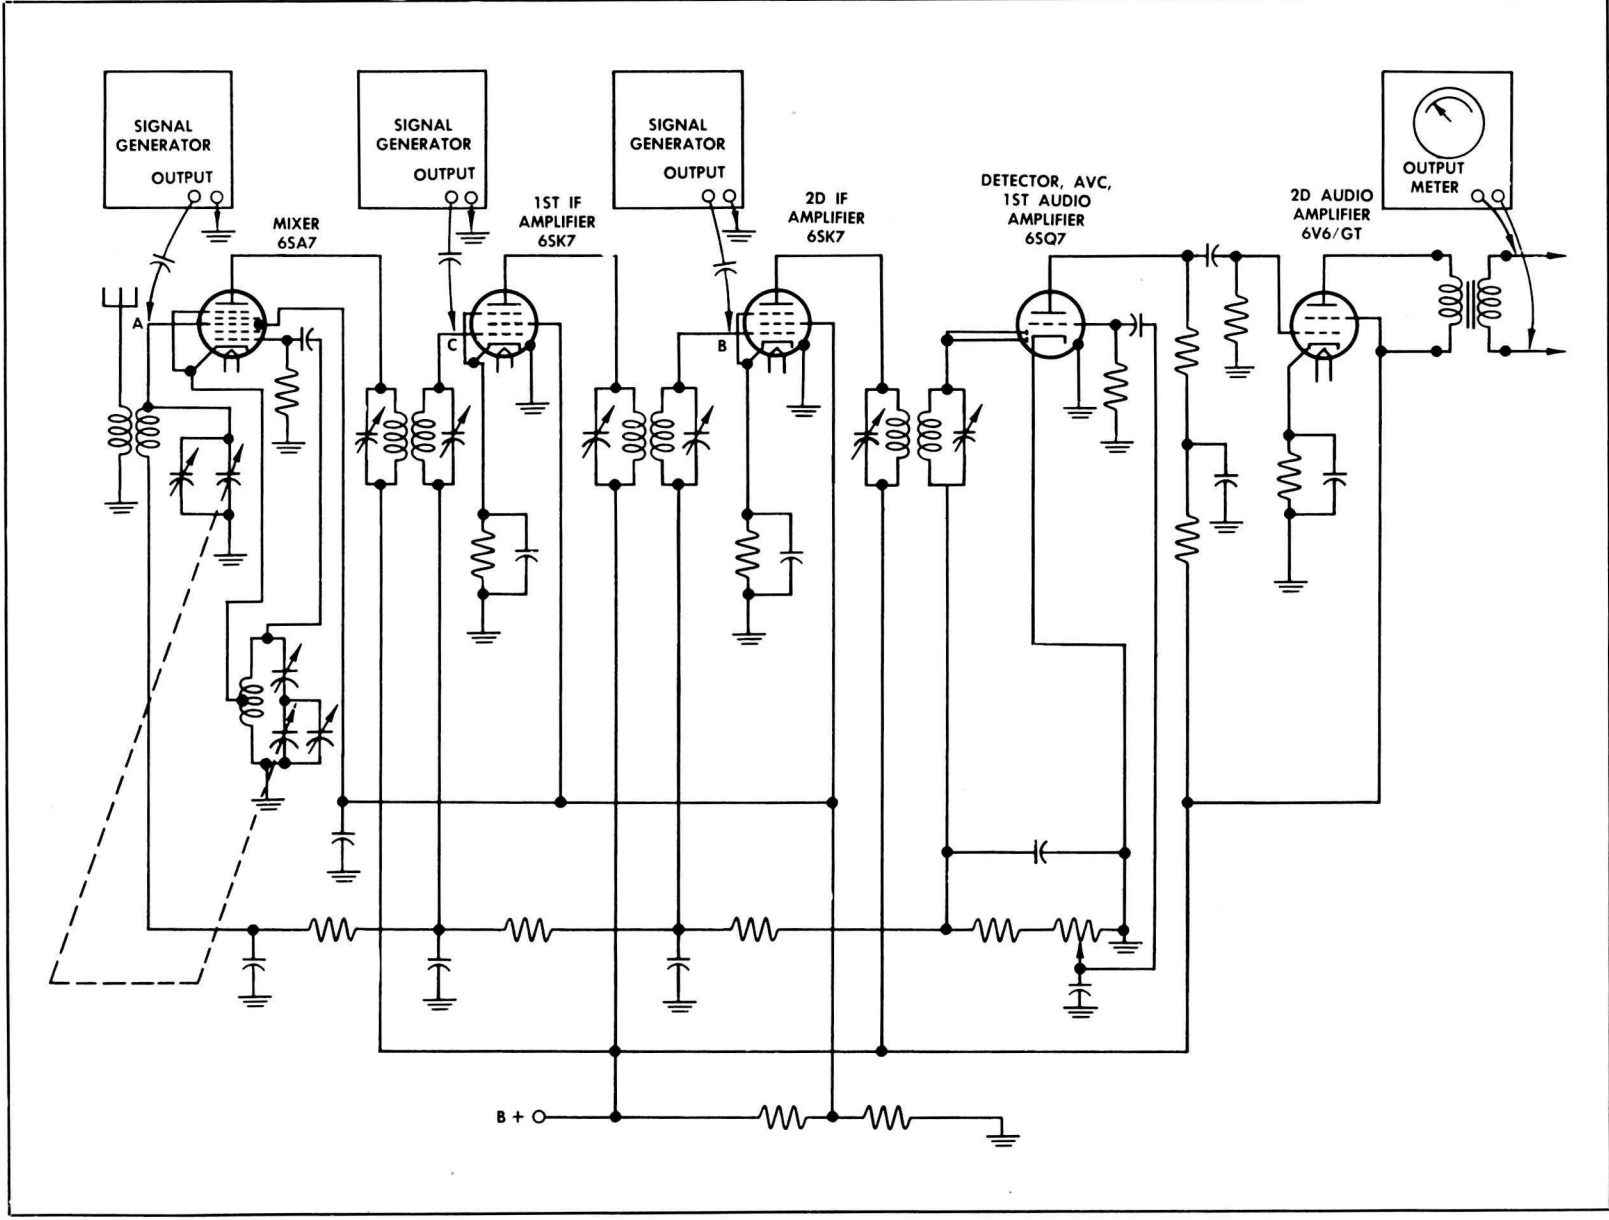 SIGNAL
GENERATOR
OUTPUT
SIGNAL
GENERATOR
OUTPUT
SIGNAL
GENERATOR
OUTPUT
OUTPUT
METER
MIXER
6SA7
1ST IF
AMPLIFIER
6SK7
2D IF
AMPLIFIER
6SK7
DETECTOR, AVC,
1ST AUDIO
AMPLIFIER
6SQ7
2D AUDIO
AMPLIFIER
6V6/GT
A
C
B
B +